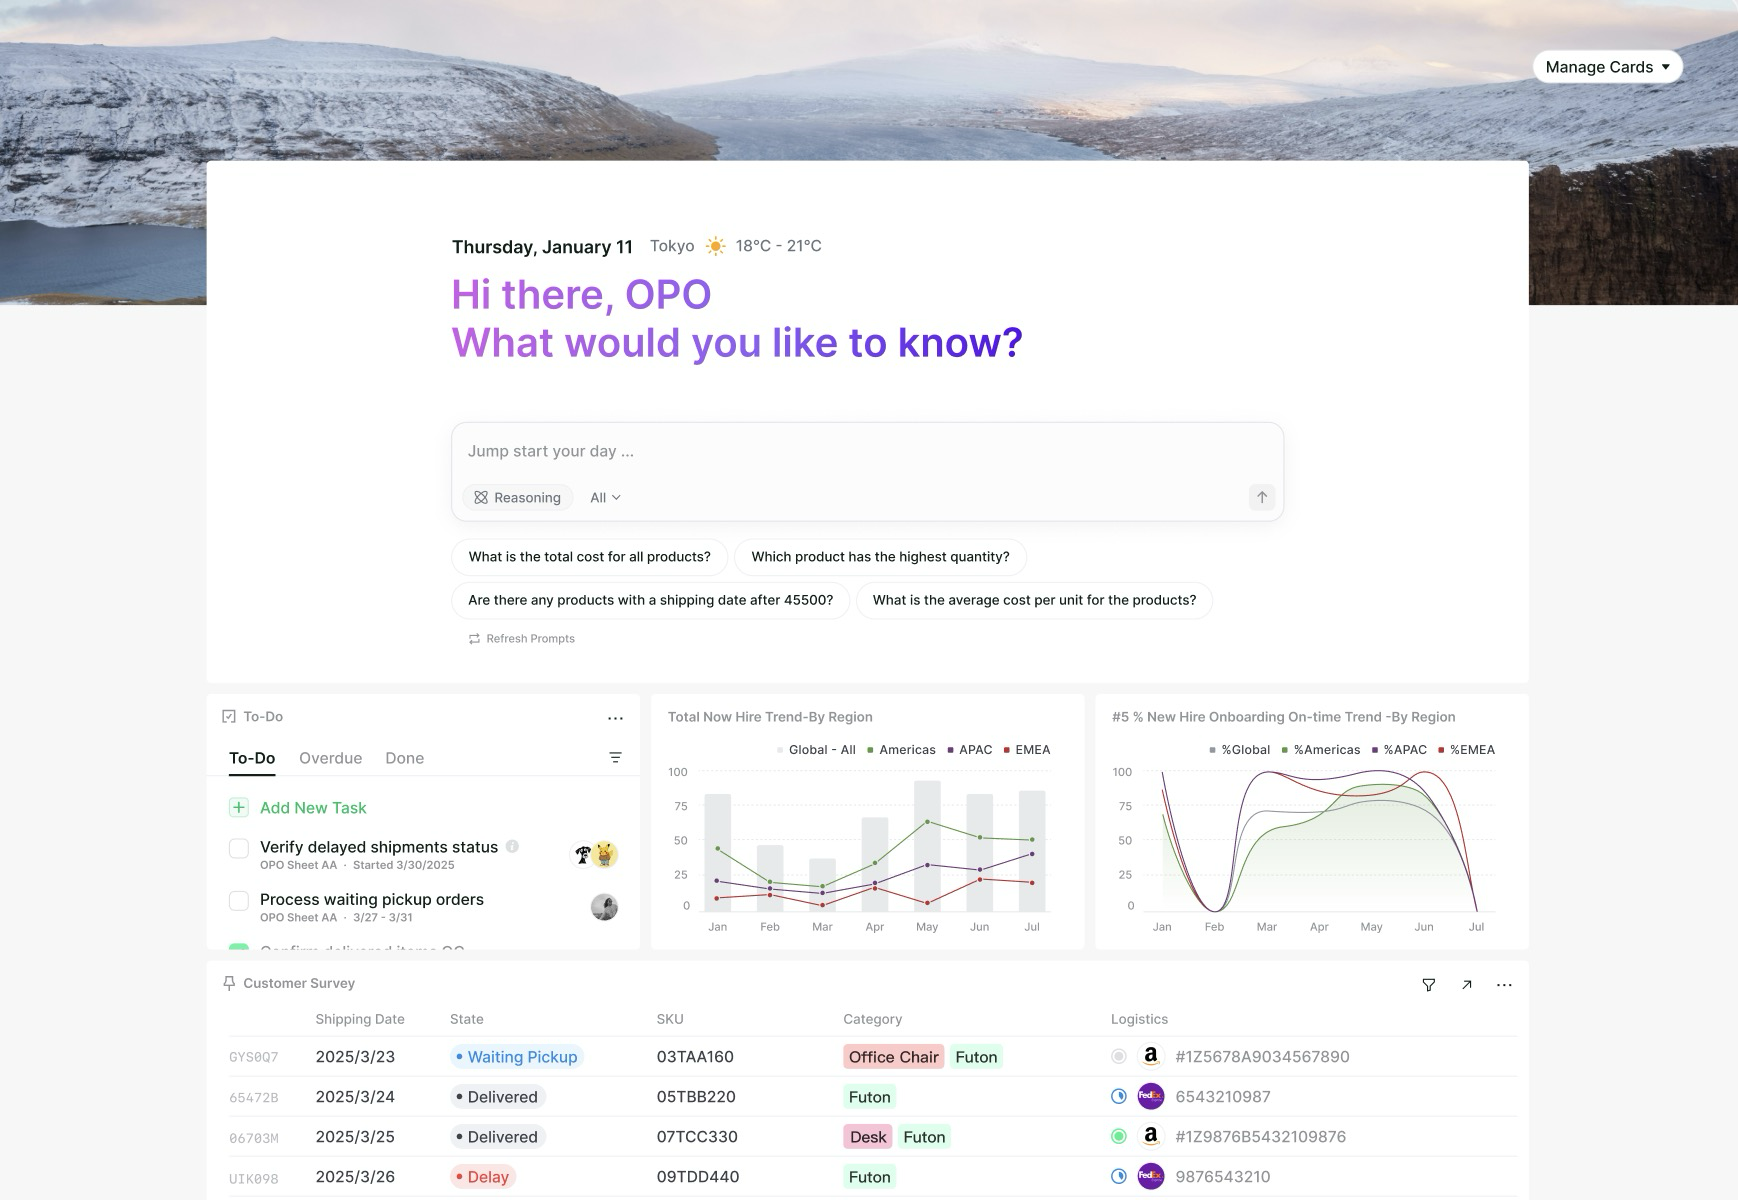 Manage Cards
Thursday, January 11 Tokyo 18°C - 21°C
Hi there, OPO
What would you like to know?
Jump start your day ...
Reasoning All
What is the total cost for all products? Which product has the highest quantity?
Are there any products with a shipping date after 45500? What is the average cost per unit for the products?
Refresh Prompts
To-Do
To-Do Overdue Done
Add New Task
Verify delayed shipments status
OPO Sheet AA · Started 3/30/2025
Process waiting pickup orders
OPO Sheet AA · 3/27 - 3/31
Total Now Hire Trend-By Region
Global - All Americas APAC EMEA
100
75
50
25
0
Jan Feb Mar Apr May Jun Jul
#5 % New Hire Onboarding On-time Trend -By Region
%Global %Americas %APAC %EMEA
100
75
50
25
0
Jan Feb Mar Apr May Jun Jul
Customer Survey
Shipping Date State SKU Category Logistics
GYS0Q7 2025/3/23 Waiting Pickup 03TAA160 Office Chair Futon #1Z5678A9034567890
65472B 2025/3/24 Delivered 05TBB220 Futon FedEx 6543210987
06703M 2025/3/25 Delivered 07TCC330 Desk Futon #1Z9876B5432109876
UIK098 2025/3/26 Delay 09TDD440 Futon FedEx 9876543210